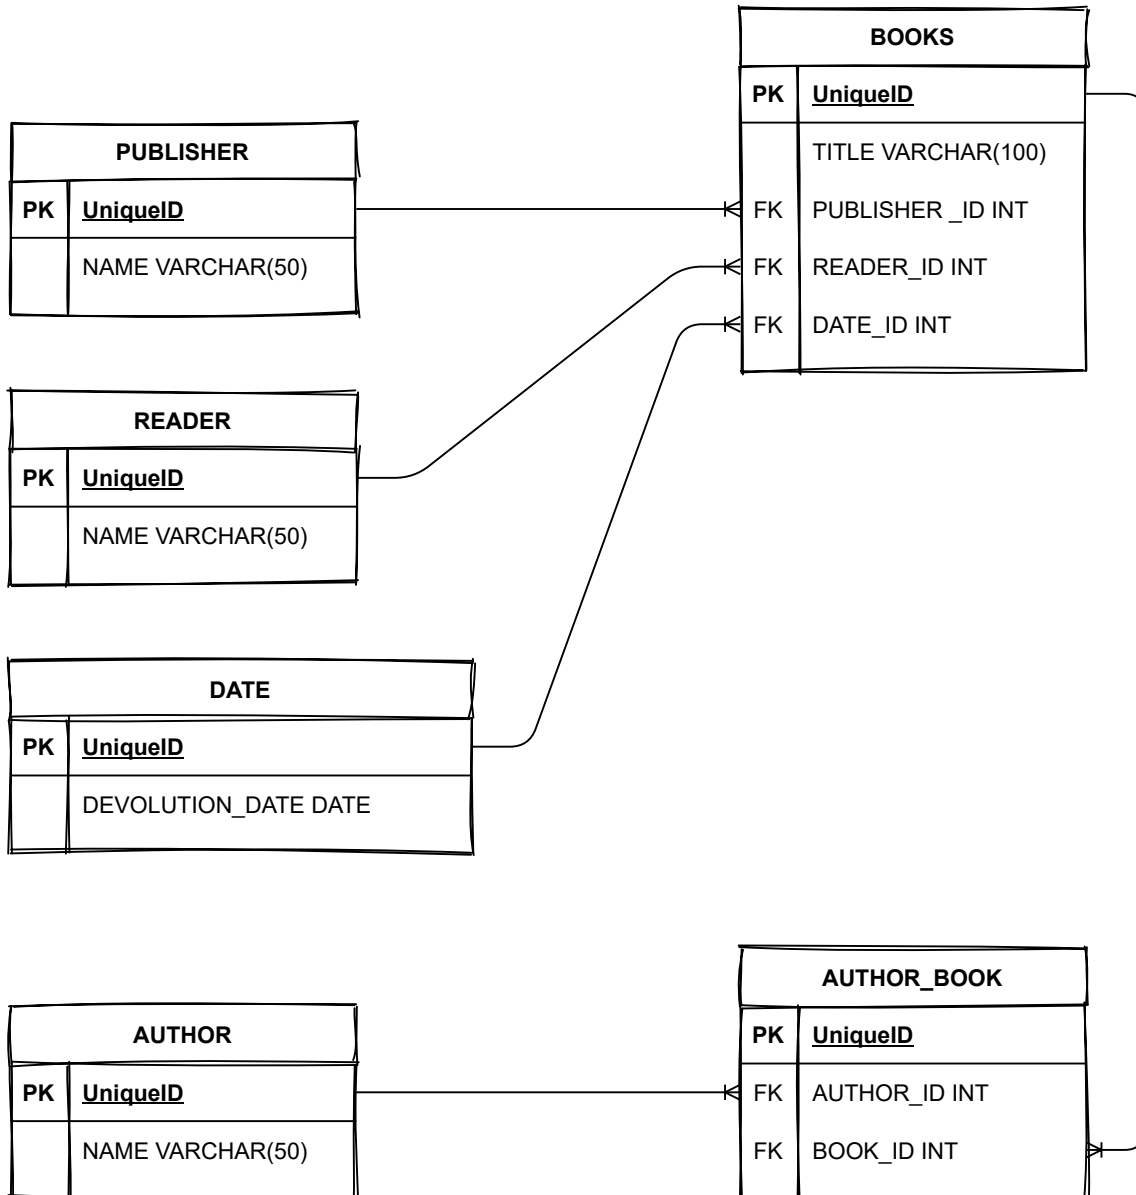 BOOKS
PK UniqueID
TITLE VARCHAR(100)
FK PUBLISHER _ID INT
FK READER_ID INT
FK DATE_ID INT
PUBLISHER
PK UniqueID
NAME VARCHAR(50)
READER
PK UniqueID
NAME VARCHAR(50)
DATE
PK UniqueID
DEVOLUTION_DATE DATE
AUTHOR_BOOK
PK UniqueID
FK AUTHOR_ID INT
FK BOOK_ID INT
AUTHOR
PK UniqueID
NAME VARCHAR(50)